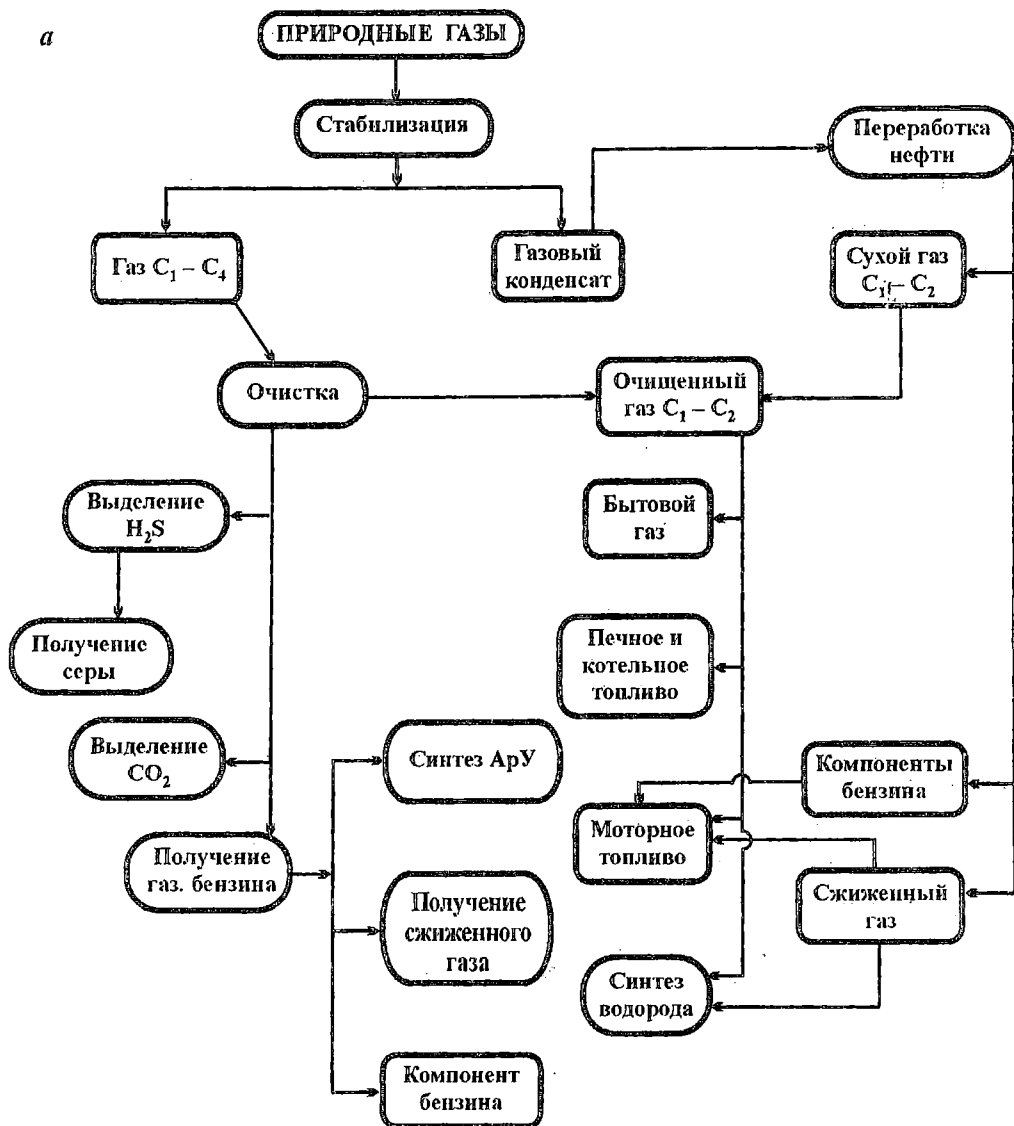 а
ПРИРОДНЫЕ ГАЗЫ
Стабилизация
Переработка
нефти
Газ C₁ – C₄
Газовый
конденсат
Сухой газ
C₁ – C₂
Очистка
Очищенный
газ C₁ – C₂
Выделение
H₂S
Бытовой
газ
Получение
серы
Печное и
котельное
топливо
Выделение
CO₂
Синтез АрУ
Компоненты
бензина
Получение
газ. бензина
Моторное
топливо
Получение
сжиженного
газа
Сжиженный
газ
Синтез
водорода
Компонент
бензина